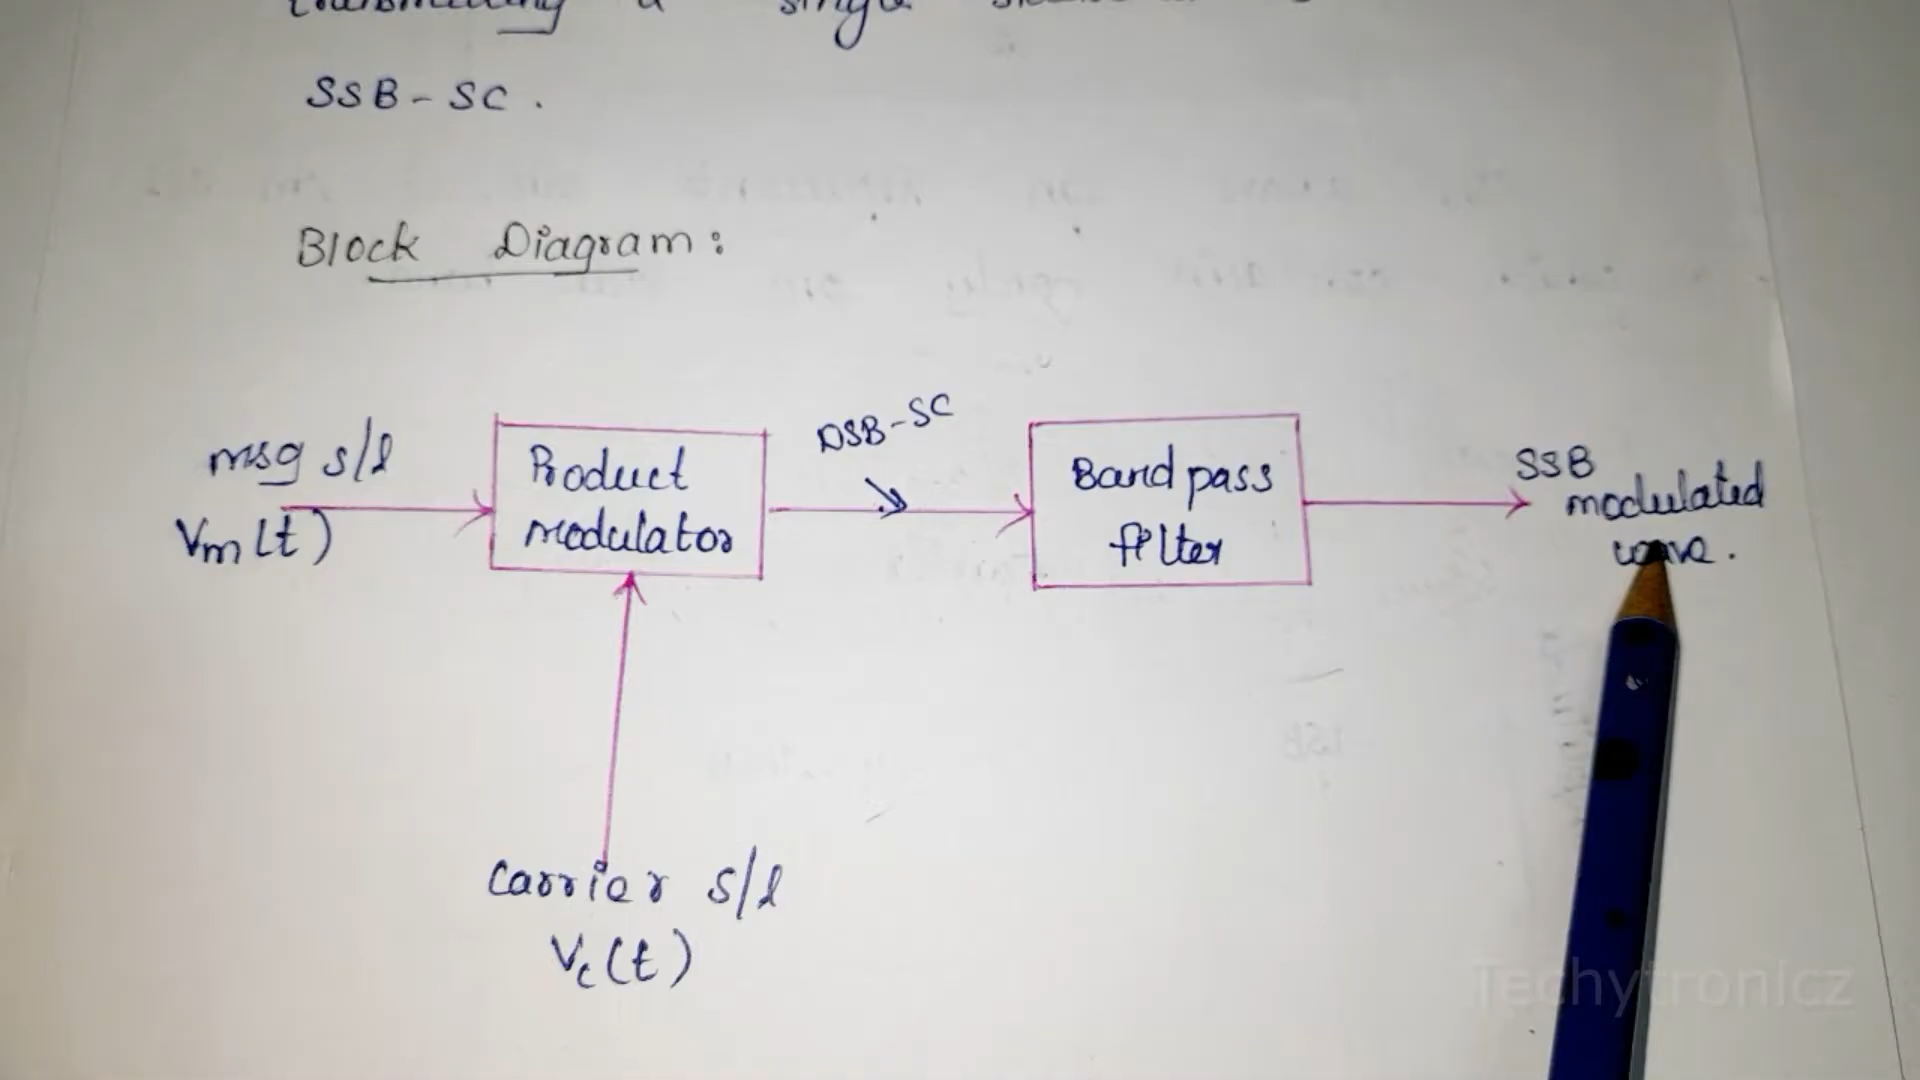 a
SSB-SC.
Block Diagram:
msg s/l
Vm(t)
Product
modulator
DSB-SC
Band pass
filter
SSB
modulated
wave.
carrier s/l
Vc(t)
Techytronicz